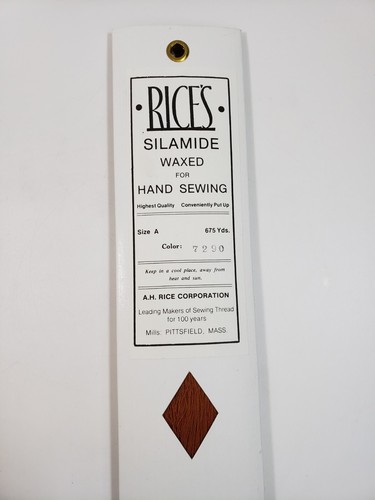 • RICE'S •
SILAMIDE
WAXED
FOR
HAND SEWING
Highest Quality Conveniently Put Up
Size A 675 Yds.
Color: 7290
Keep in a cool place, away from
heat and sun.
A.H. RICE CORPORATION
Leading Makers of Sewing Thread
for 100 years
Mills: PITTSFIELD, MASS.